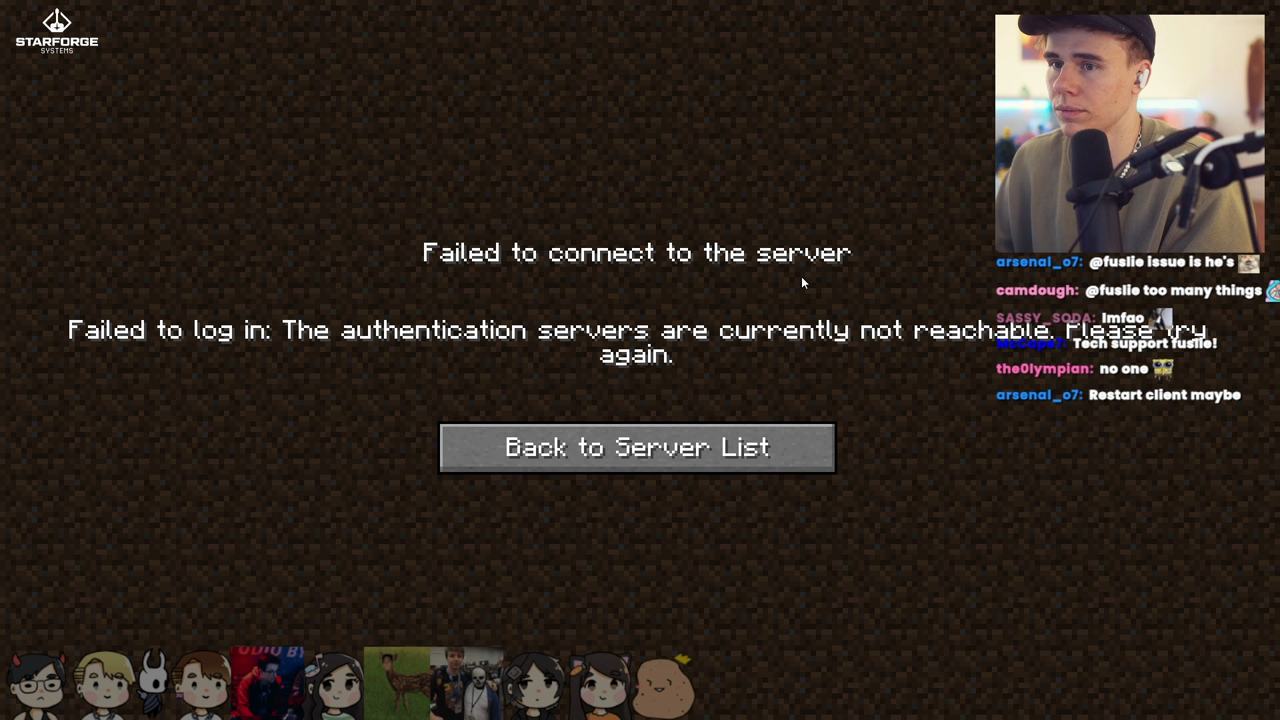 STARFORGE
SYSTEMS
Failed to connect to the server
Failed to log in: The authentication servers are currently not reachable. Please try
again.
Back to Server List
arsenal_o7: @fuslie issue is he's
camdough: @fuslie too many things
SASSY_SODA: lmfao
McCape7: Tech support fuslie!
the0lympian: no one
arsenal_o7: Restart client maybe